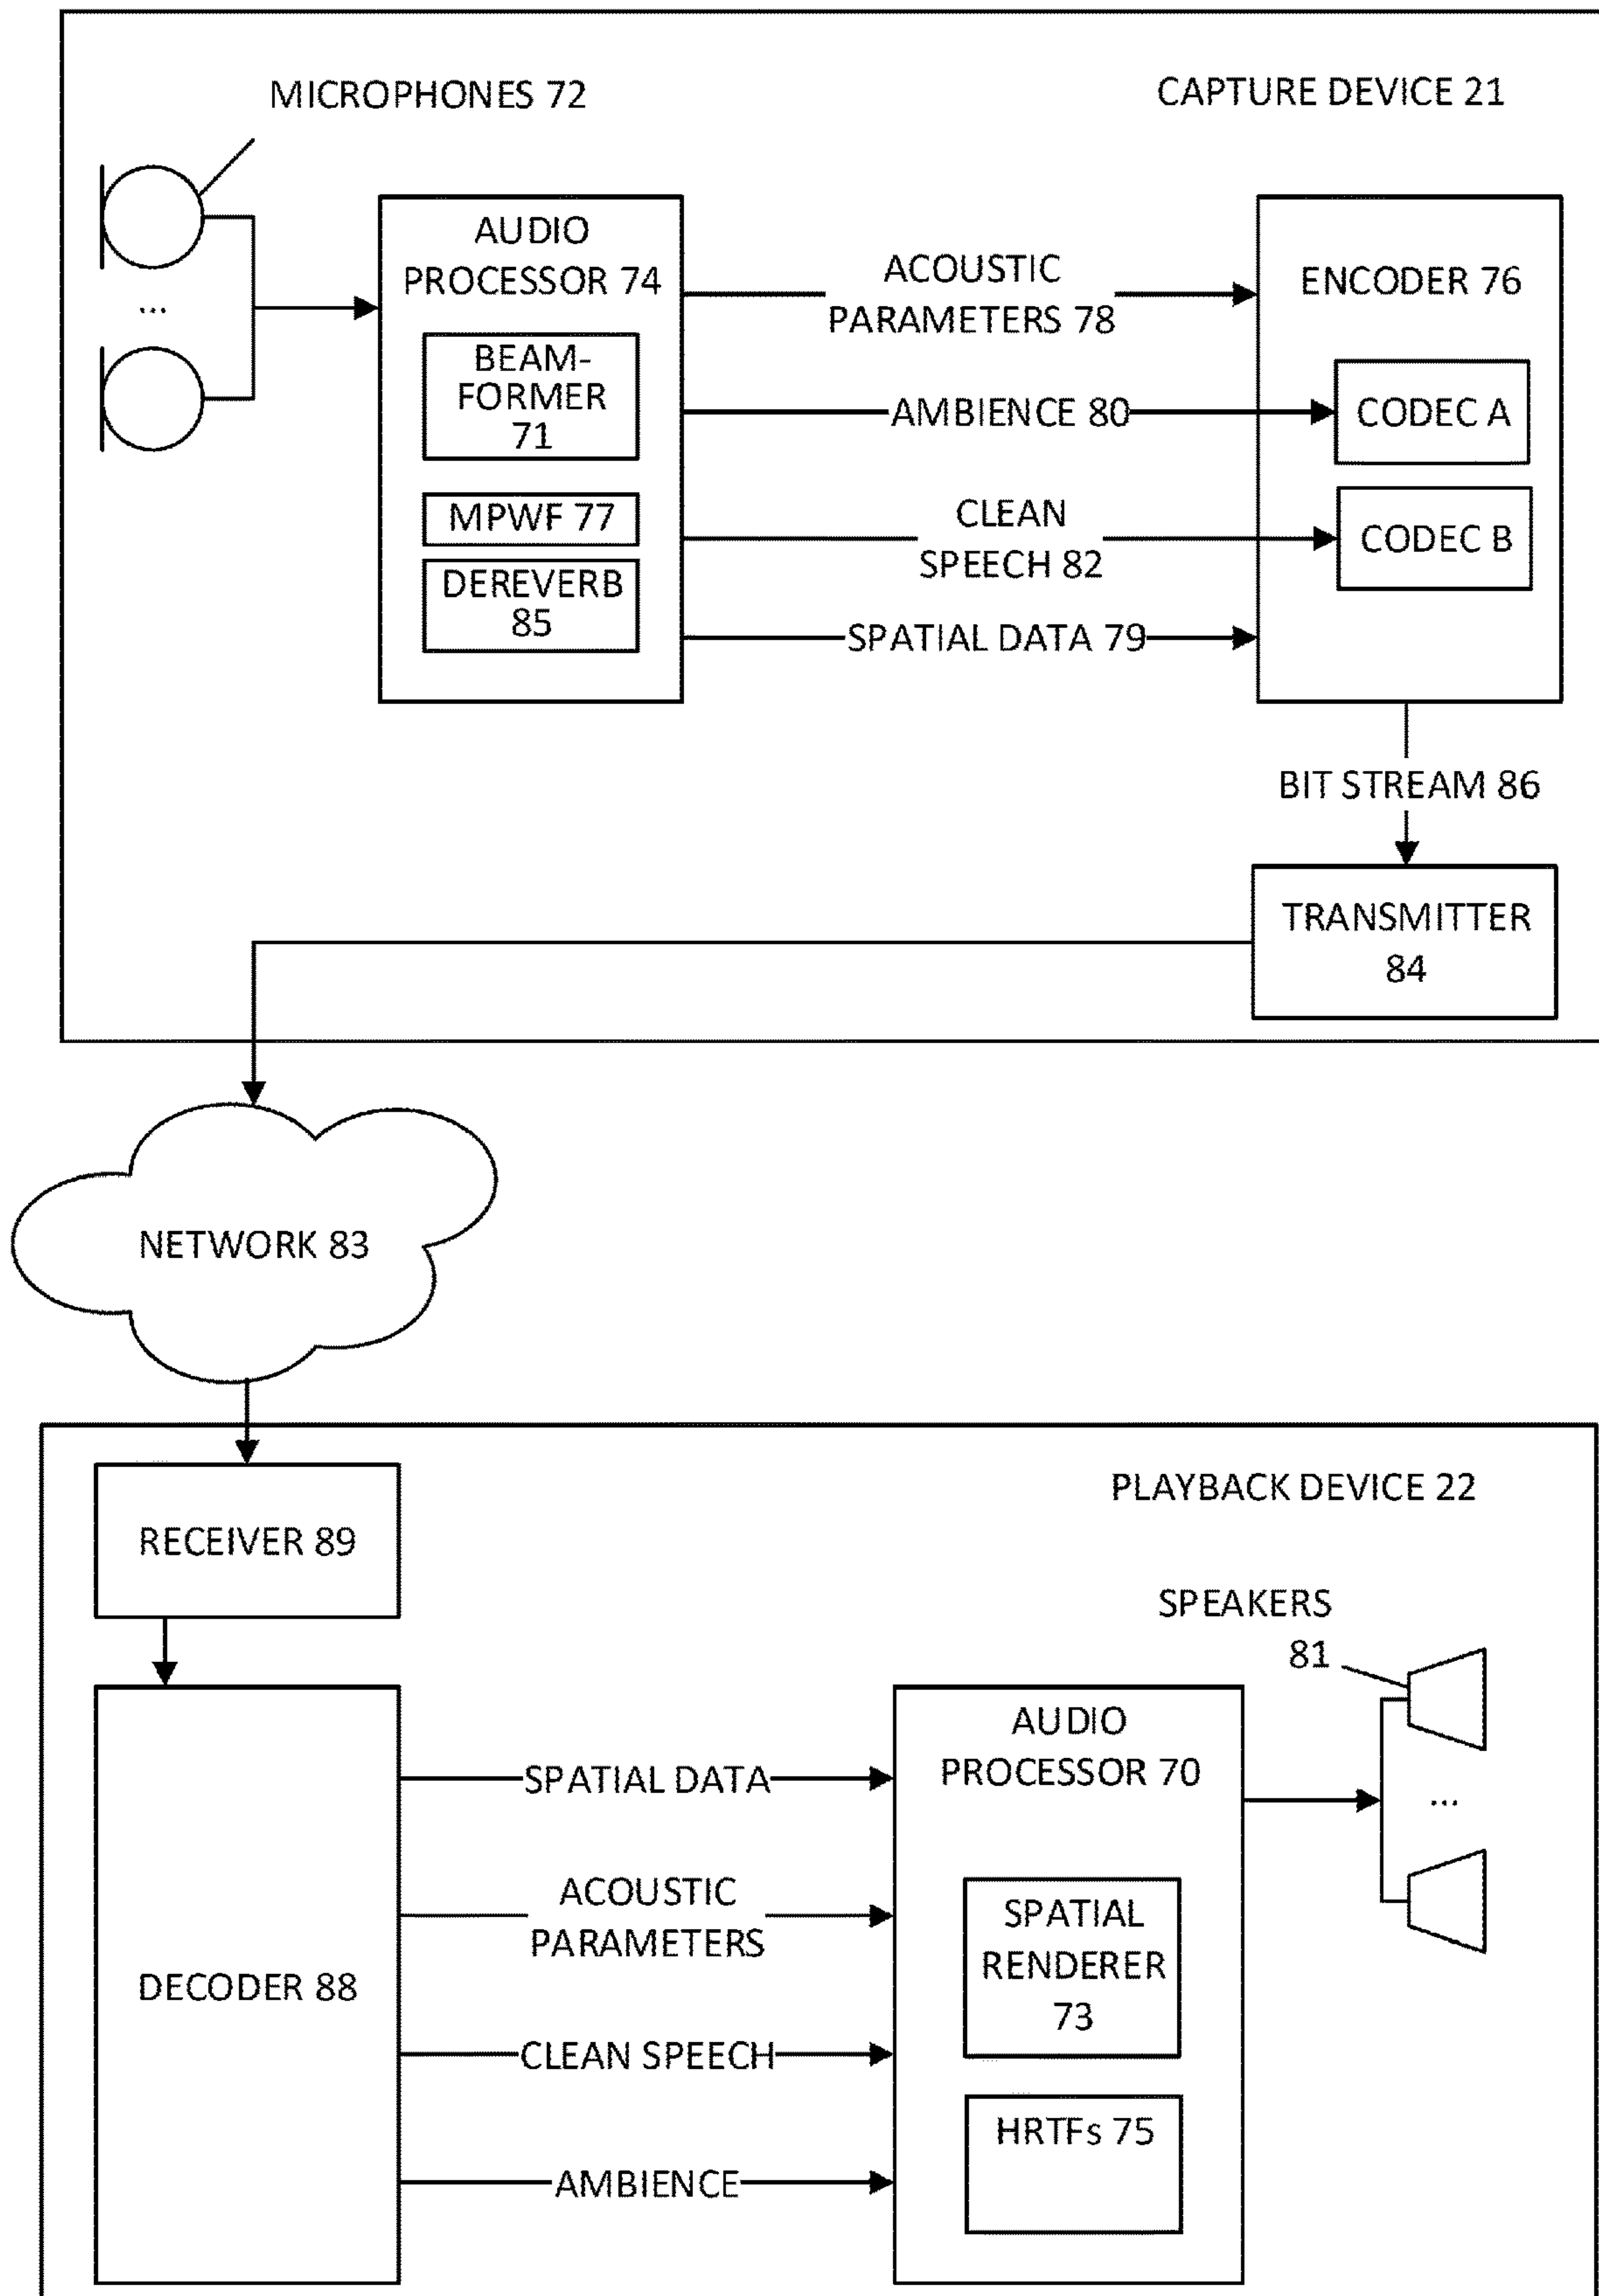 MICROPHONES 72
CAPTURE DEVICE 21
...
AUDIO
PROCESSOR 74
BEAM-
FORMER
71
MPWF 77
DEREVERB
85
ACOUSTIC
PARAMETERS 78
AMBIENCE 80
CLEAN
SPEECH 82
SPATIAL DATA 79
ENCODER 76
CODEC A
CODEC B
BIT STREAM 86
TRANSMITTER
84
NETWORK 83
PLAYBACK DEVICE 22
RECEIVER 89
SPEAKERS
81
...
DECODER 88
SPATIAL DATA
ACOUSTIC
PARAMETERS
CLEAN SPEECH
AMBIENCE
AUDIO
PROCESSOR 70
SPATIAL
RENDERER
73
HRTFs 75